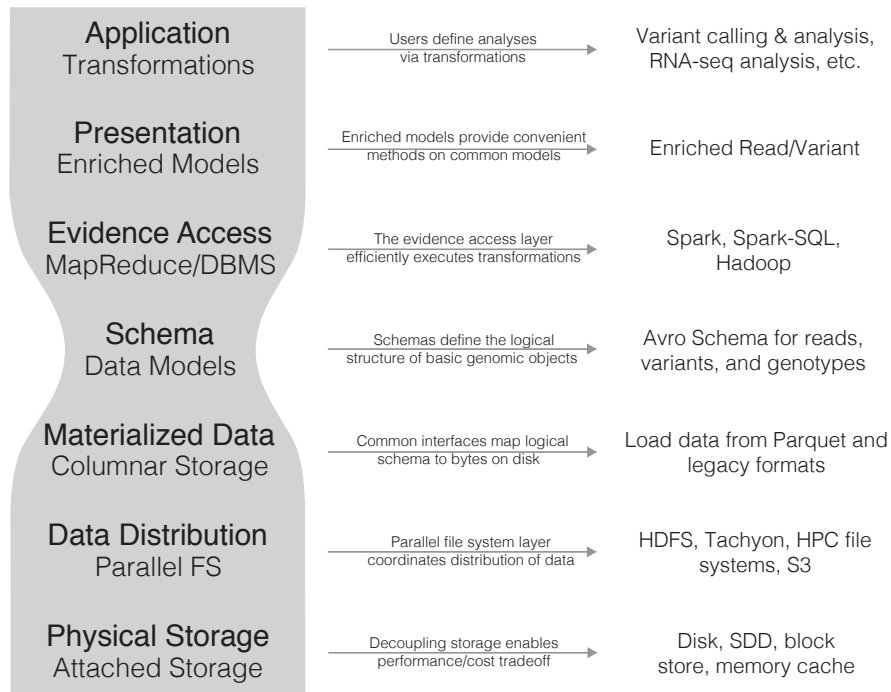 Application
Transformations
Users define analyses
via transformations
Variant calling & analysis,
RNA-seq analysis, etc.
Presentation
Enriched Models
Enriched models provide convenient
methods on common models
Enriched Read/Variant
Evidence Access
MapReduce/DBMS
The evidence access layer
efficiently executes transformations
Spark, Spark-SQL,
Hadoop
Schema
Data Models
Schemas define the logical
structure of basic genomic objects
Avro Schema for reads,
variants, and genotypes
Materialized Data
Columnar Storage
Common interfaces map logical
schema to bytes on disk
Load data from Parquet and
legacy formats
Data Distribution
Parallel FS
Parallel file system layer
coordinates distribution of data
HDFS, Tachyon, HPC file
systems, S3
Physical Storage
Attached Storage
Decoupling storage enables
performance/cost tradeoff
Disk, SDD, block
store, memory cache